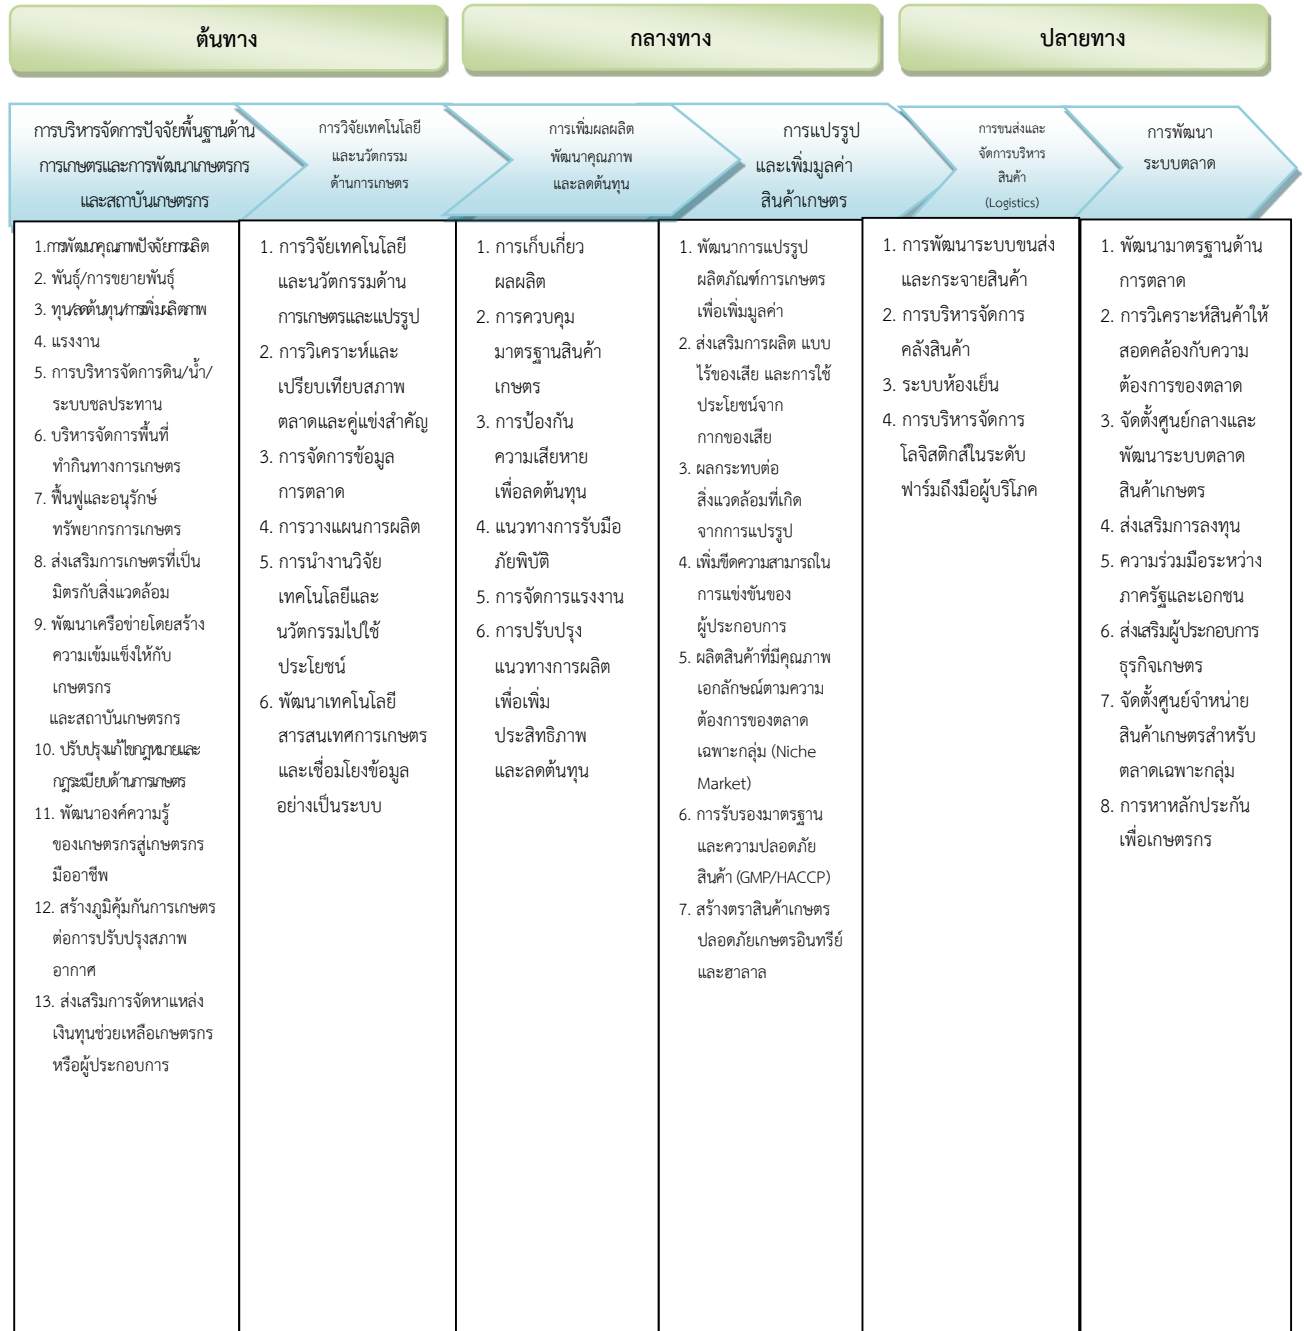 ต้นทาง
กลางทาง
ปลายทาง
การบริหารจัดการปัจจัยพื้นฐานด้าน
การเกษตรและการพัฒนาเกษตรกร
และสถาบันเกษตรกร
การวิจัยเทคโนโลยี
และนวัตกรรม
ด้านการเกษตร
การเพิ่มผลผลิต
พัฒนาคุณภาพ
และลดต้นทุน
การแปรรูป
และเพิ่มมูลค่า
สินค้าเกษตร
การขนส่งและ
จัดการบริหาร
สินค้า
(Logistics)
การพัฒนา
ระบบตลาด
1.การพัฒนาคุณภาพปัจจัยการผลิต
2. พันธุ์/การขยายพันธุ์
3. ทุน/ลดต้นทุน/การเพิ่มผลิตภาพ
4. แรงงาน
5. การบริหารจัดการดิน/น้ำ/
ระบบชลประทาน
6. บริหารจัดการพื้นที่
ทำกินทางการเกษตร
7. ฟื้นฟูและอนุรักษ์
ทรัพยากรการเกษตร
8. ส่งเสริมการเกษตรที่เป็น
มิตรกับสิ่งแวดล้อม
9. พัฒนาเครือข่ายโดยสร้าง
ความเข้มแข็งให้กับ
เกษตรกร
และสถาบันเกษตรกร
10. ปรับปรุงแก้ไขกฎหมายและ
กฎระเบียบด้านการเกษตร
11. พัฒนาองค์ความรู้
ของเกษตรกรสู่เกษตรกร
มืออาชีพ
12. สร้างภูมิคุ้มกันการเกษตร
ต่อการปรับปรุงสภาพ
อากาศ
13. ส่งเสริมการจัดหาแหล่ง
เงินทุนช่วยเหลือเกษตรกร
หรือผู้ประกอบการ
1. การวิจัยเทคโนโลยี
และนวัตกรรมด้าน
การเกษตรและแปรรูป
2. การวิเคราะห์และ
เปรียบเทียบสภาพ
ตลาดและคู่แข่งสำคัญ
3. การจัดการข้อมูล
การตลาด
4. การวางแผนการผลิต
5. การนำงานวิจัย
เทคโนโลยีและ
นวัตกรรมไปใช้
ประโยชน์
6. พัฒนาเทคโนโลยี
สารสนเทศการเกษตร
และเชื่อมโยงข้อมูล
อย่างเป็นระบบ
1. การเก็บเกี่ยว
ผลผลิต
2. การควบคุม
มาตรฐานสินค้า
เกษตร
3. การป้องกัน
ความเสียหาย
เพื่อลดต้นทุน
4. แนวทางการรับมือ
ภัยพิบัติ
5. การจัดการแรงงาน
6. การปรับปรุง
แนวทางการผลิต
เพื่อเพิ่ม
ประสิทธิภาพ
และลดต้นทุน
1. พัฒนาการแปรรูป
ผลิตภัณฑ์การเกษตร
เพื่อเพิ่มมูลค่า
2. ส่งเสริมการผลิต แบบ
ไร้ของเสีย และการใช้
ประโยชน์จาก
กากของเสีย
3. ผลกระทบต่อ
สิ่งแวดล้อมที่เกิด
จากการแปรรูป
4. เพิ่มขีดความสามารถใน
การแข่งขันของ
ผู้ประกอบการ
5. ผลิตสินค้าที่มีคุณภาพ
เอกลักษณ์ตามความ
ต้องการของตลาด
เฉพาะกลุ่ม (Niche
Market)
6. การรับรองมาตรฐาน
และความปลอดภัย
สินค้า (GMP/HACCP)
7. สร้างตราสินค้าเกษตร
ปลอดภัยเกษตรอินทรีย์
และฮาลาล
1. การพัฒนาระบบขนส่ง
และกระจายสินค้า
2. การบริหารจัดการ
คลังสินค้า
3. ระบบห้องเย็น
4. การบริหารจัดการ
โลจิสติกส์ในระดับ
ฟาร์มถึงมือผู้บริโภค
1. พัฒนามาตรฐานด้าน
การตลาด
2. การวิเคราะห์สินค้าให้
สอดคล้องกับความ
ต้องการของตลาด
3. จัดตั้งศูนย์กลางและ
พัฒนาระบบตลาด
สินค้าเกษตร
4. ส่งเสริมการลงทุน
5. ความร่วมมือระหว่าง
ภาครัฐและเอกชน
6. ส่งเสริมผู้ประกอบการ
ธุรกิจเกษตร
7. จัดตั้งศูนย์จำหน่าย
สินค้าเกษตรสำหรับ
ตลาดเฉพาะกลุ่ม
8. การหาหลักประกัน
เพื่อเกษตรกร